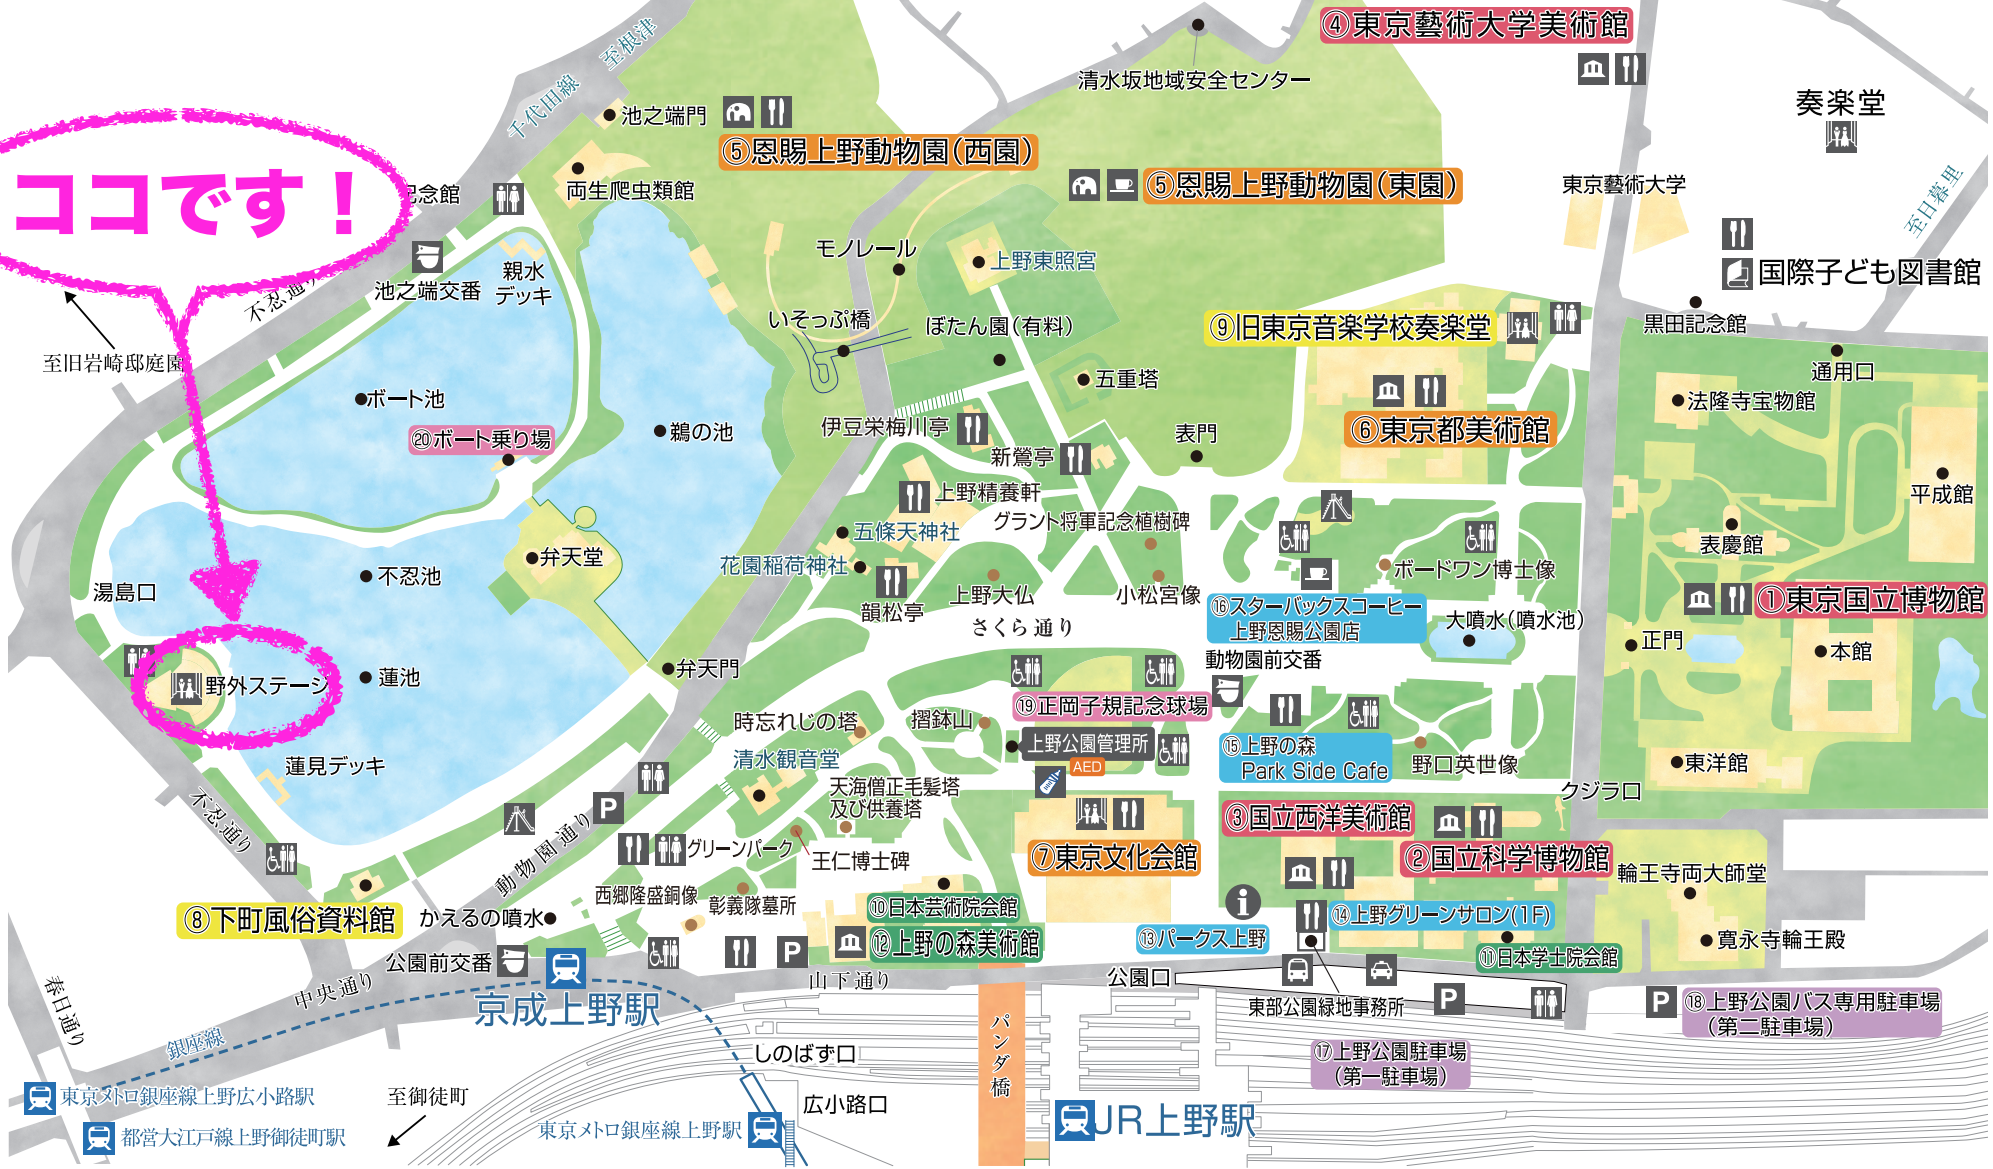 ④東京藝術大学美術館
至根津
千代田線
清水坂地域安全センター
奏楽堂
池之端門
⑤恩賜上野動物園(西園)
⑤恩賜上野動物園(東園)
東京藝術大学
至日暮里
ココです！
念館
両生爬虫類館
モノレール
上野東照宮
国際子ども図書館
親水
デッキ
池之端交番
不忍通り
いそっぷ橋
ぼたん園(有料)
⑨旧東京音楽学校奏楽堂
黒田記念館
通用口
至旧岩崎邸庭園
五重塔
ボート池
法隆寺宝物館
⑳ボート乗り場
鵜の池
伊豆栄梅川亭
表門
⑥東京都美術館
新鶯亭
上野精養軒
平成館
グラント将軍記念植樹碑
五條天神社
表慶館
弁天堂
花園稲荷神社
不忍池
ボードワン博士像
湯島口
韻松亭
上野大仏
小松宮像
⑯スターバックスコーヒー
上野恩賜公園店
①東京国立博物館
大噴水(噴水池)
さくら通り
正門
本館
動物園前交番
弁天門
蓮池
野外ステージ
⑲正岡子規記念球場
時忘れじの塔
摺鉢山
上野公園管理所
AED
⑮上野の森
Park Side Cafe
野口英世像
東洋館
清水観音堂
蓮見デッキ
クジラ口
天海僧正毛髪塔
及び供養塔
不忍通り
P
動物園通り
③国立西洋美術館
グリーンパーク
王仁博士碑
⑦東京文化会館
②国立科学博物館
輪王寺両大師堂
西郷隆盛銅像
彰義隊墓所
⑧下町風俗資料館
かえるの噴水
⑩日本芸術院会館
⑭上野グリーンサロン(1F)
⑬パークス上野
⑫上野の森美術館
寛永寺輪王殿
⑪日本学士院会館
公園前交番
P
山下通り
公園口
中央通り
春日通り
京成上野駅
東部公園緑地事務所
P
P
⑱上野公園バス専用駐車場
(第二駐車場)
パンダ橋
銀座線
しのばず口
⑰上野公園駐車場
(第一駐車場)
東京メトロ銀座線上野広小路駅
至御徒町
広小路口
JR上野駅
東京メトロ銀座線上野駅
都営大江戸線上野御徒町駅